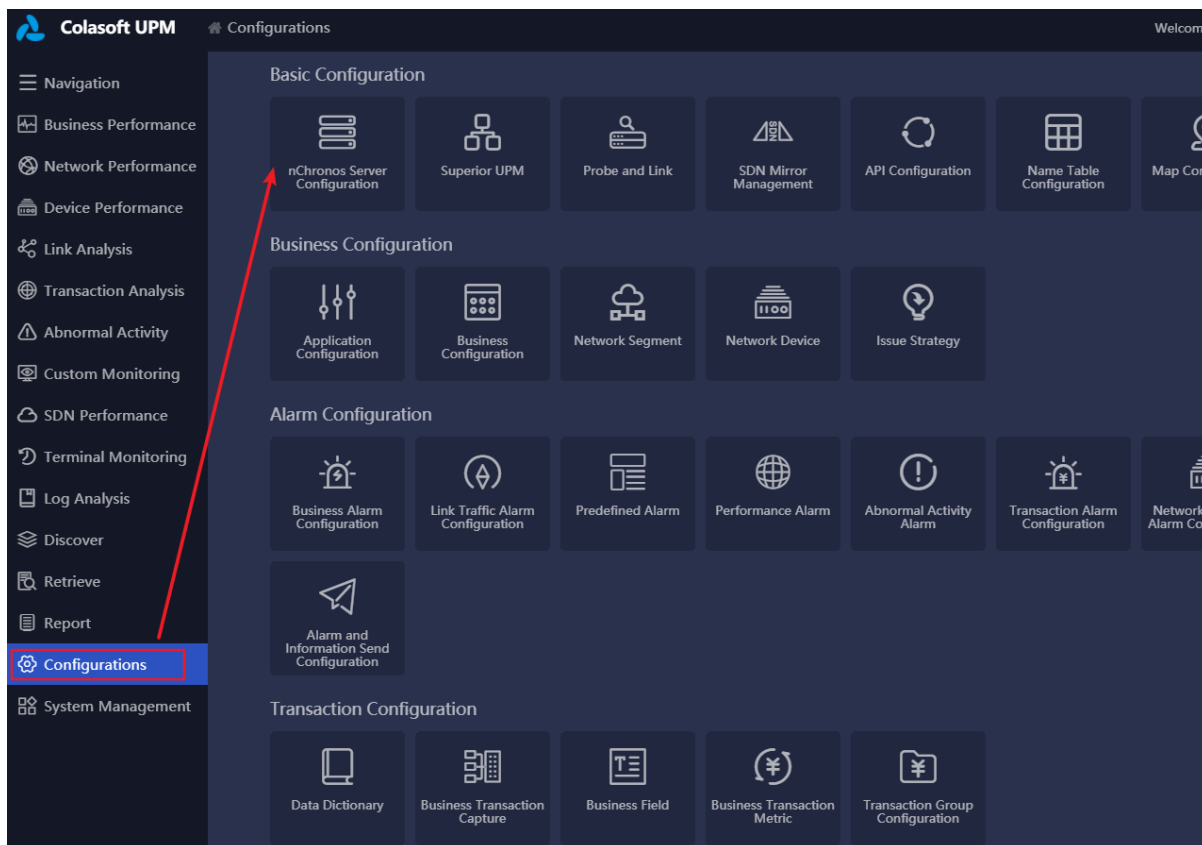 Colasoft UPM
Configurations
Welcom
Navigation
Business Performance
Network Performance
Device Performance
Link Analysis
Transaction Analysis
Abnormal Activity
Custom Monitoring
SDN Performance
Terminal Monitoring
Log Analysis
Discover
Retrieve
Report
Configurations
System Management
Basic Configuration
nChronos Server
Configuration
Superior UPM
Probe and Link
SDN
SDN Mirror
Management
API Configuration
Name Table
Configuration
Map Con
Business Configuration
Application
Configuration
Business
Configuration
Network Segment
Network Device
Issue Strategy
Alarm Configuration
Business Alarm
Configuration
Link Traffic Alarm
Configuration
Predefined Alarm
Performance Alarm
Abnormal Activity
Alarm
Transaction Alarm
Configuration
Network
Alarm Co
Alarm and
Information Send
Configuration
Transaction Configuration
Data Dictionary
Business Transaction
Capture
Business Field
Business Transaction
Metric
Transaction Group
Configuration